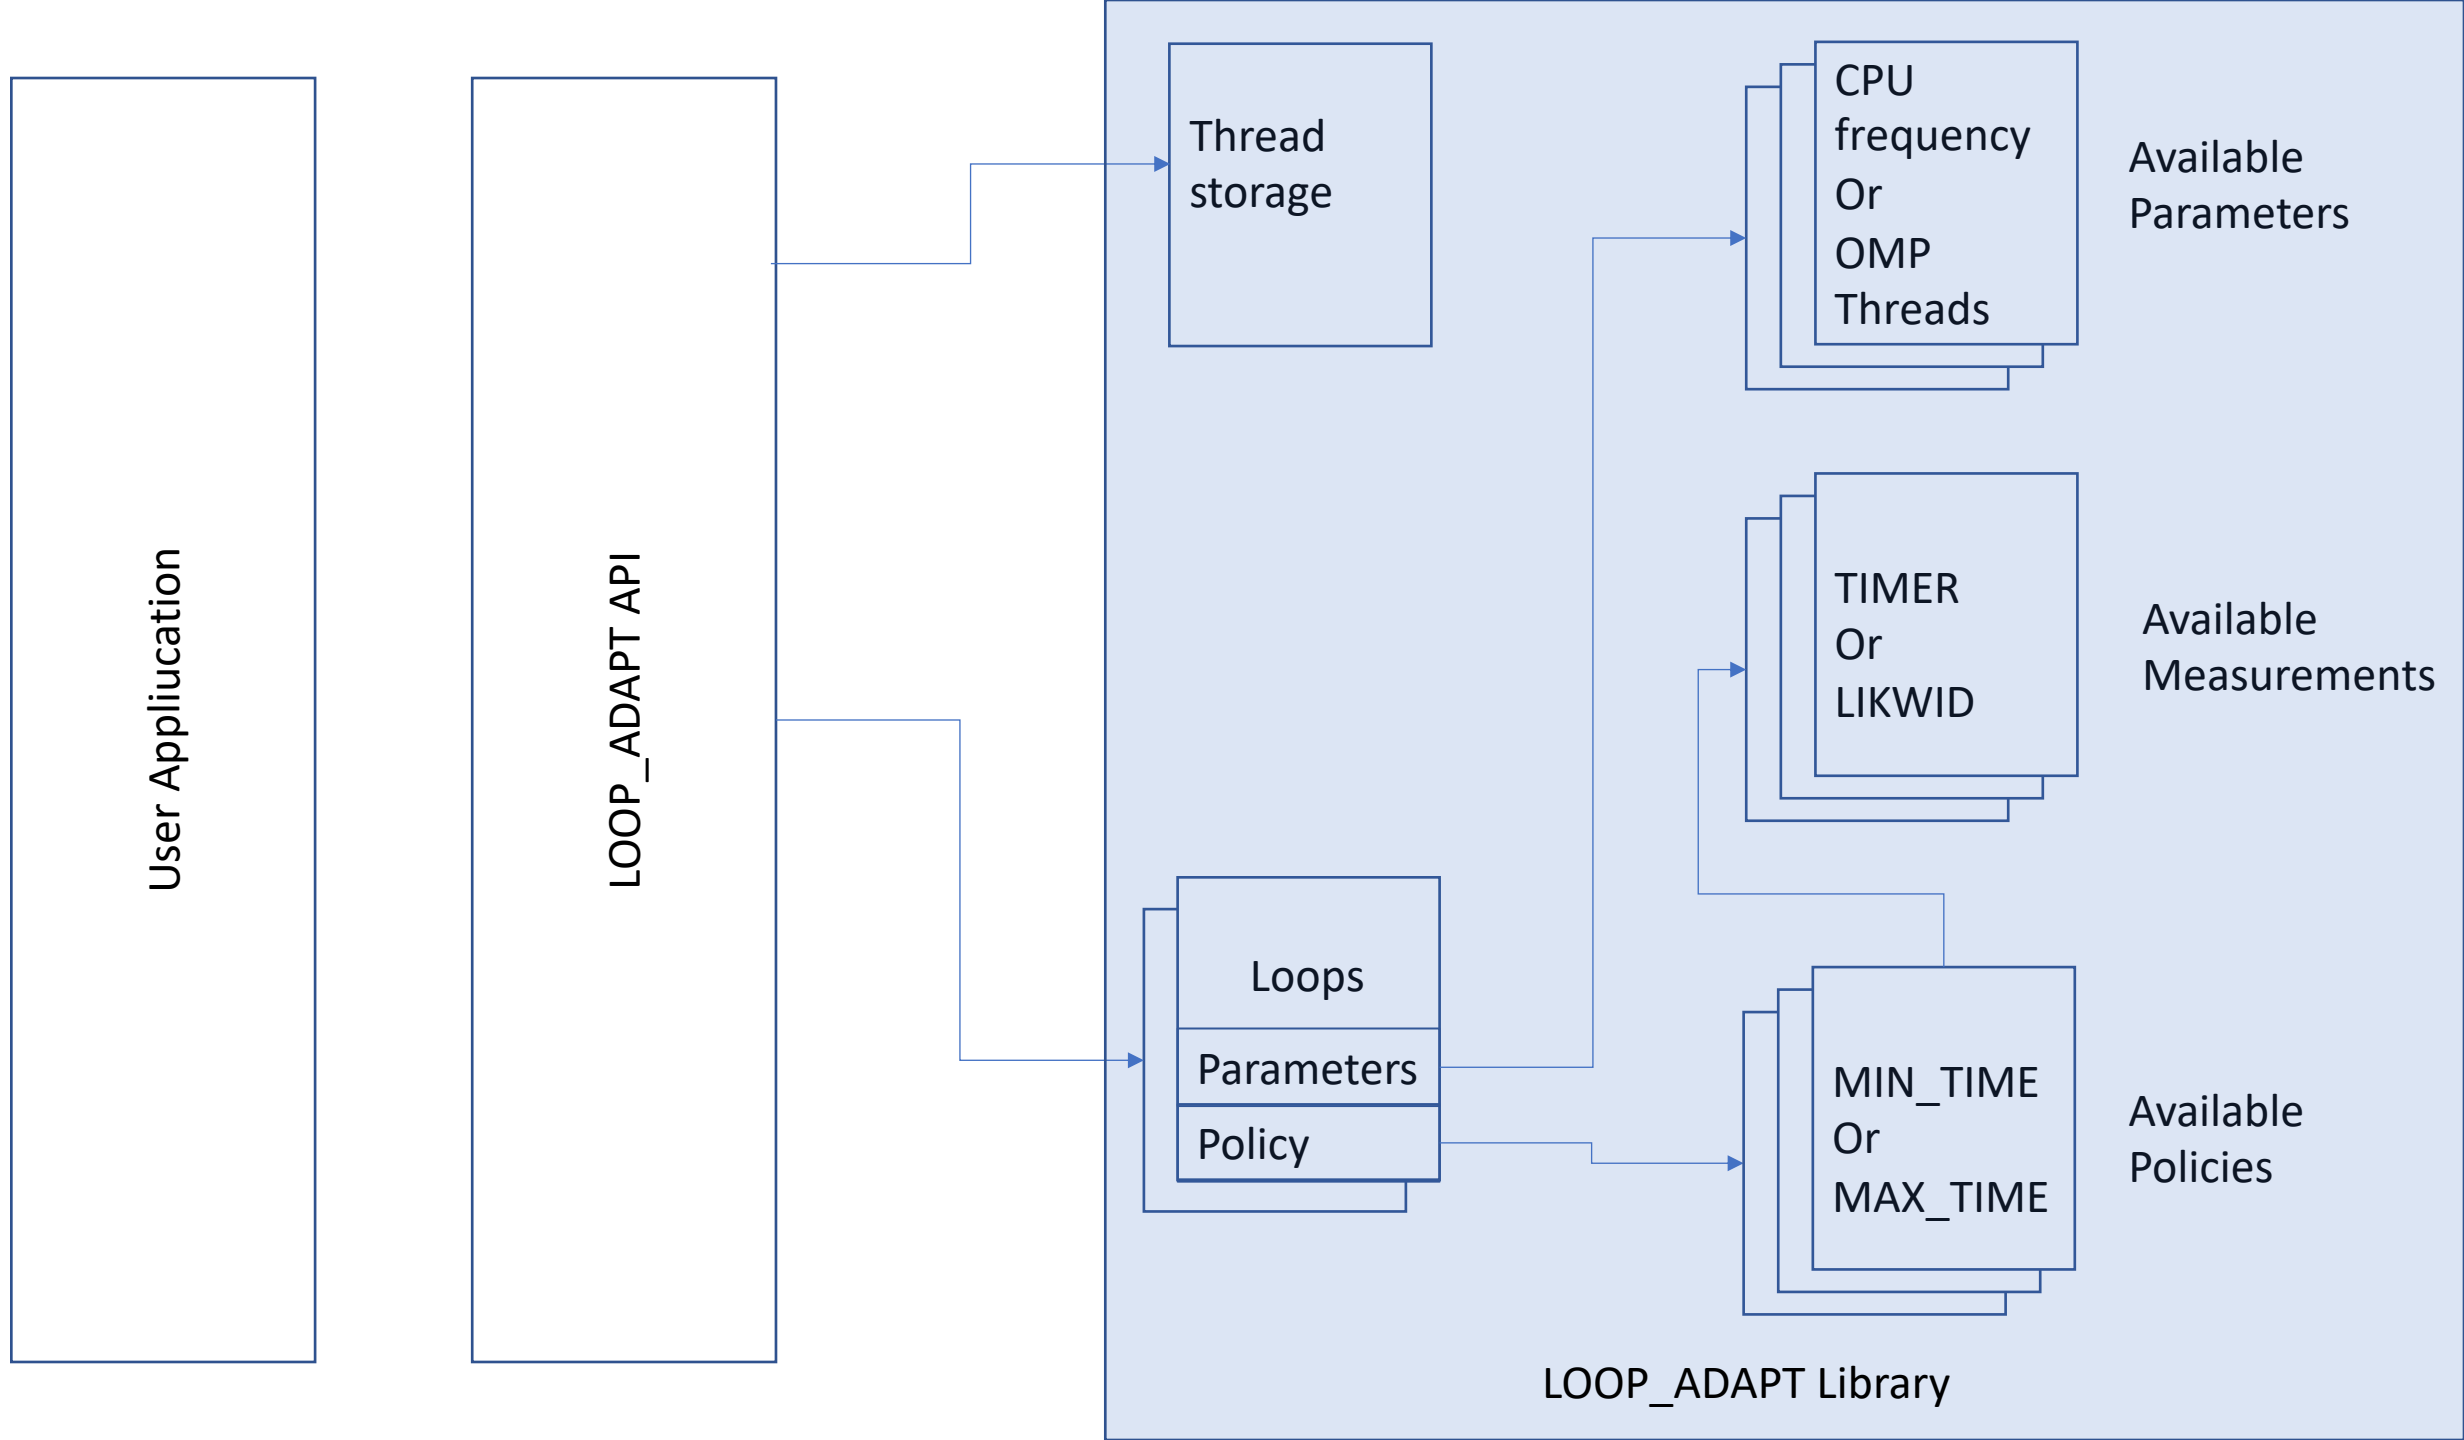 User Appliucation
LOOP_ADAPT API
Thread
storage
CPU
frequency
Or
OMP
Threads
Available
Parameters
TIMER
Or
LIKWID
Available
Measurements
Loops
Parameters
Policy
MIN_TIME
Or
MAX_TIME
Available
Policies
LOOP_ADAPT Library